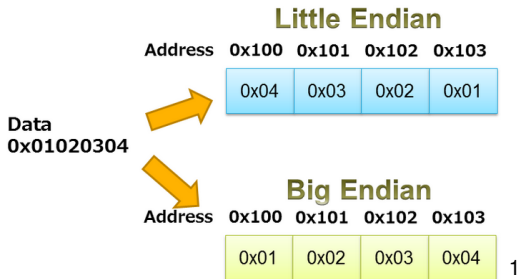 Little Endian
Address 0x100 0x101 0x102 0x103
0x04 0x03 0x02 0x01
Data
0x01020304
Big Endian
Address 0x100 0x101 0x102 0x103
0x01 0x02 0x03 0x04
1